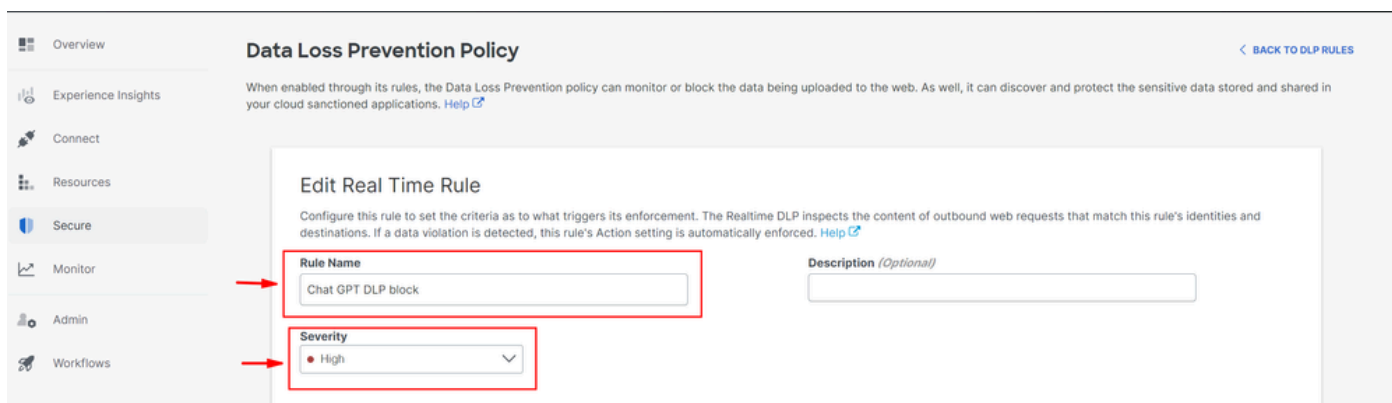 Overview
Experience Insights
Connect
Resources
Secure
Monitor
Admin
Workflows
Data Loss Prevention Policy
BACK TO DLP RULES
When enabled through its rules, the Data Loss Prevention policy can monitor or block the data being uploaded to the web. As well, it can discover and protect the sensitive data stored and shared in
your cloud sanctioned applications. Help
Edit Real Time Rule
Configure this rule to set the criteria as to what triggers its enforcement. The Realtime DLP inspects the content of outbound web requests that match this rule's identities and
destinations. If a data violation is detected, this rule's Action setting is automatically enforced. Help
Rule Name
Chat GPT DLP block
Description (Optional)
Severity
High